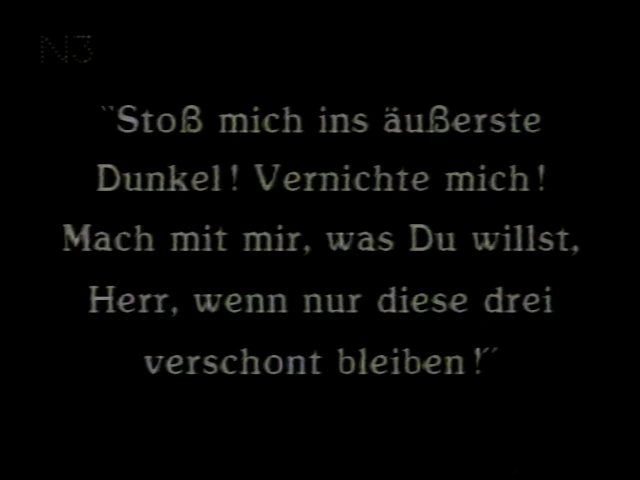 N3
"Stoß mich ins äußerste
Dunkel! Vernichte mich!
Mach mit mir, was Du willst,
Herr, wenn nur diese drei
verschont bleiben!"